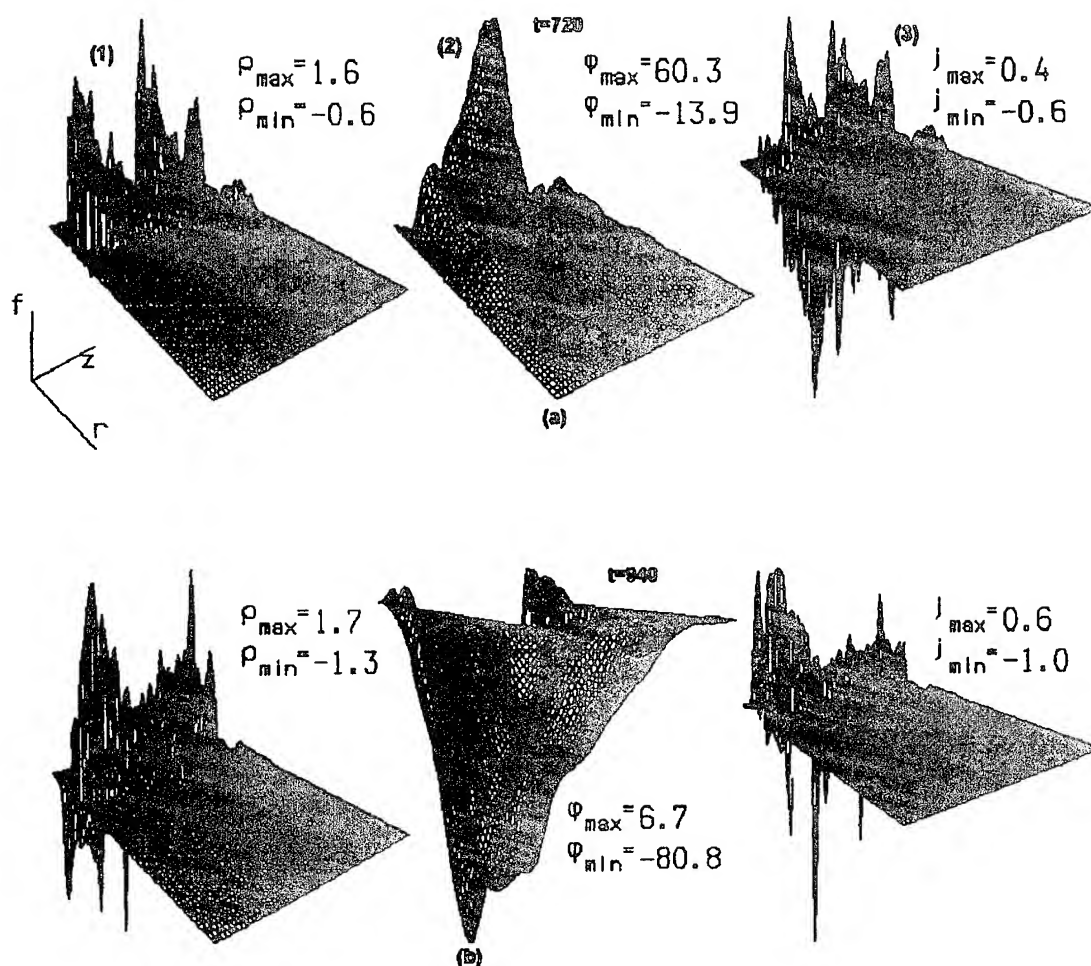 (1)
ρmax=1.6
ρmin=-0.6
(2)
t=720
φmax=60.3
φmin=-13.9
(3)
jmax=0.4
jmin=-0.6
f
z
r
(a)
ρmax=1.7
ρmin=-1.3
t=940
φmax=6.7
φmin=-80.8
jmax=0.6
jmin=-1.0
(b)